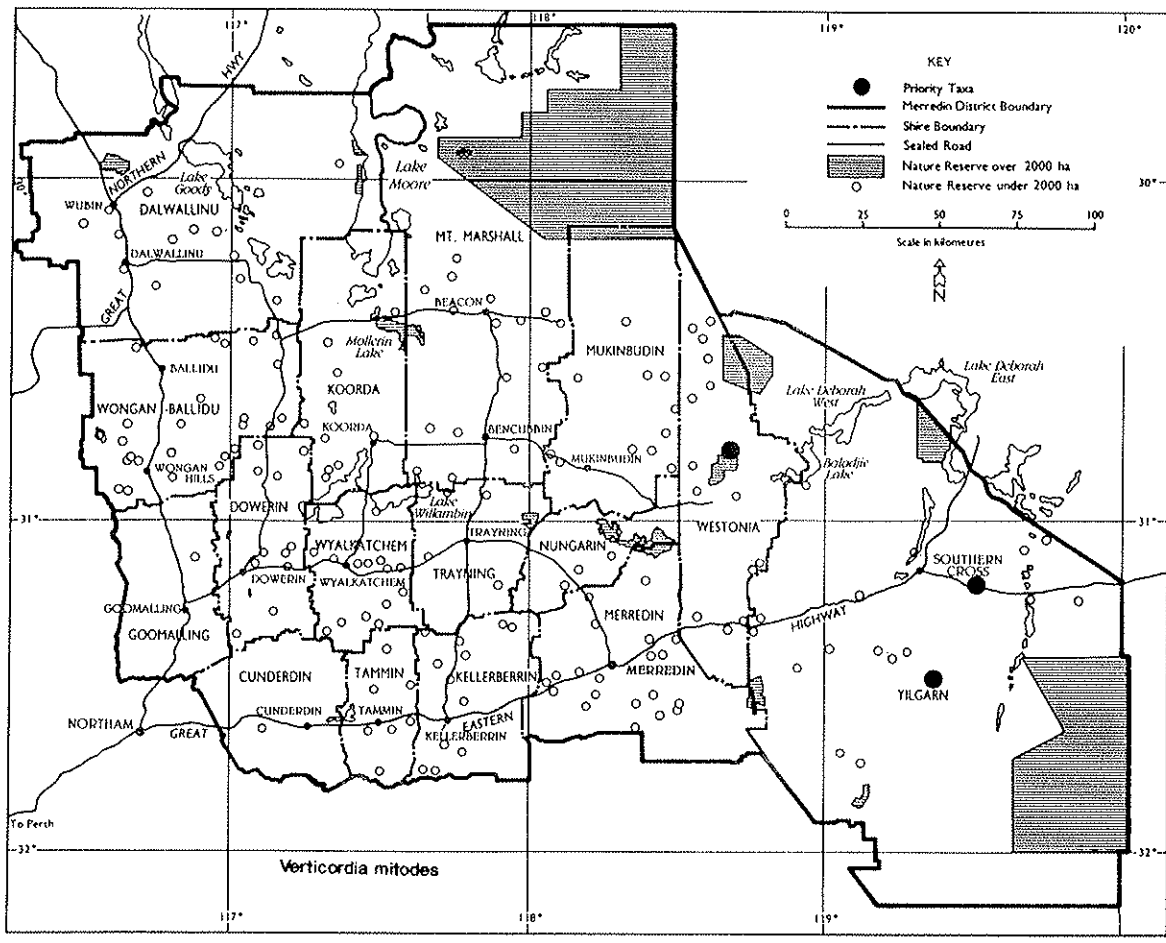 117°
118°
119°
120°
KEY
Priority Taxa
Merredin District Boundary
Shire Boundary
Sealed Road
Nature Reserve over 2000 ha
Nature Reserve under 2000 ha
0 25 50 75 100
Scale in kilometres
N
HWY
NORTHERN
Lake
Goody
Lake
Moore
30°
30°
WUBIN
DALWALLINU
DALWALLINU
MT. MARSHALL
GREAT
BEACON
Mollerin
Lake
MUKINBUDIN
BALLIDU
KOORDA
WONGAN-BALLIDU
KOORDA
BENCUBBIN
MUKINBUDIN
Lake Deborah
West
Lake Deborah
East
Baladjie
Lake
WONGAN
HILLS
DOWERIN
Lake
Wallambin
31°
31°
WESTONIA
WYALKATCHEM
TRAYNING
NUNGARIN
DOWERIN
WYALKATCHEM
TRAYNING
SOUTHERN
CROSS
GOOMALLING
GOOMALLING
MERREDIN
HIGHWAY
CUNDERDIN
TAMMIN
KELLERBERRIN
MERREDIN
YILGARN
NORTHAM
GREAT
CUNDERDIN
TAMMIN
EASTERN
KELLERBERRIN
To Perth
32°
32°
Verticordia mitodes
117°
118°
119°